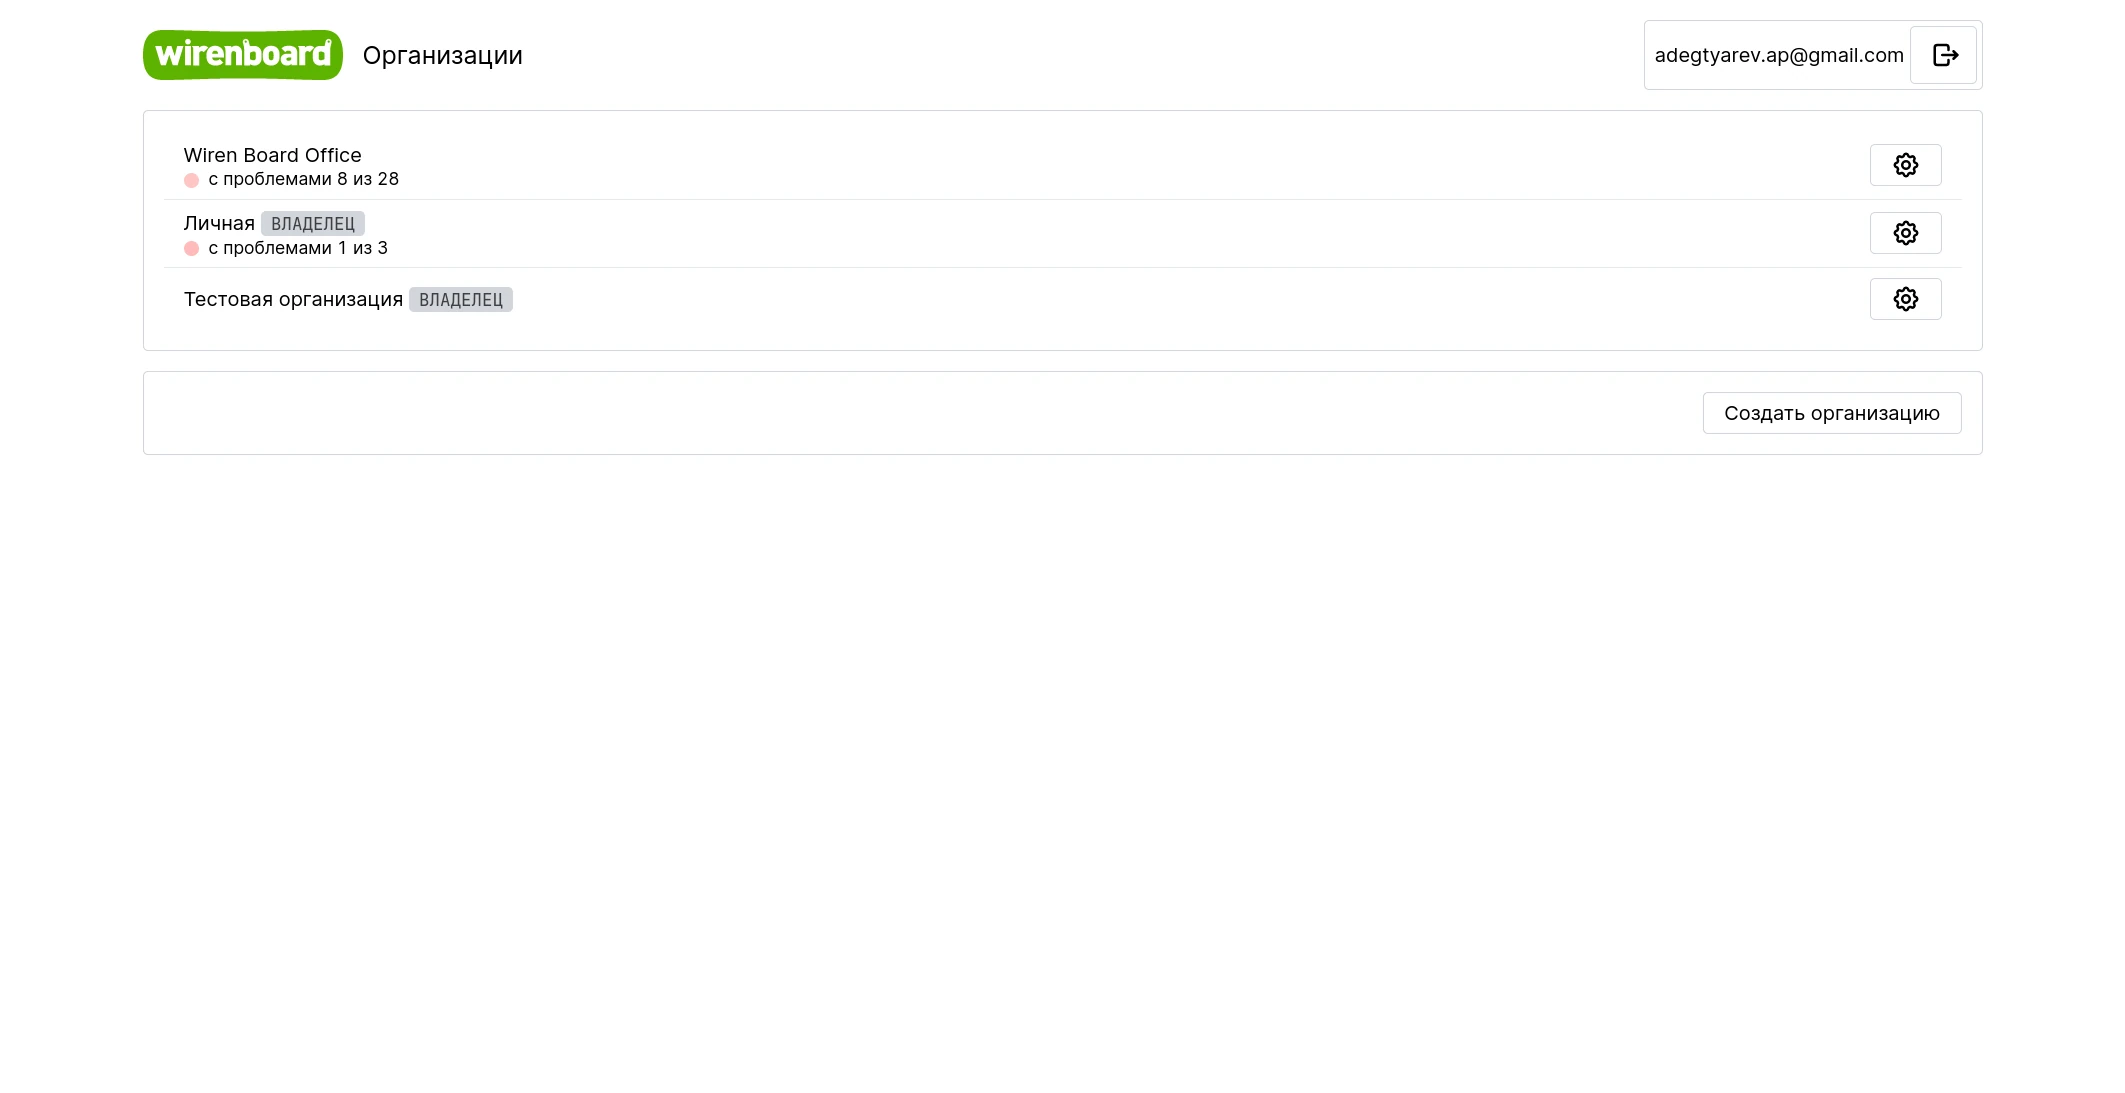 wirenboard Организации adegtyarev.ap@gmail.com
Wiren Board Office
с проблемами 8 из 28
Личная ВЛАДЕЛЕЦ
с проблемами 1 из 3
Тестовая организация ВЛАДЕЛЕЦ
Создать организацию